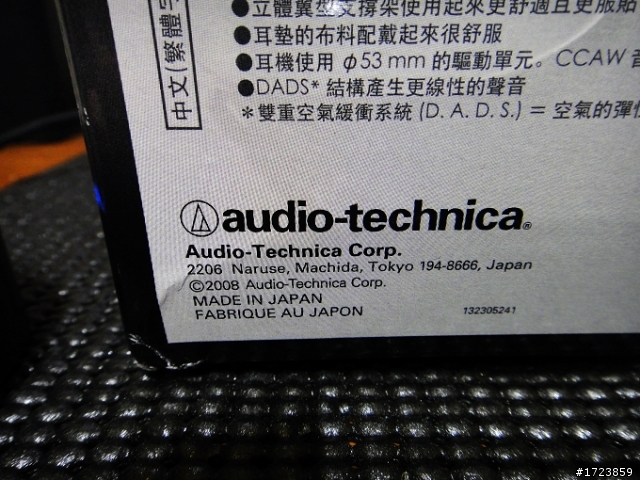 ●立體翼型支撐架使用起來更舒適且更服貼
●耳墊的布料配戴起來很舒服
●耳機使用 φ53 mm 的驅動單元。CCAW 音
●DADS* 結構產生更線性的聲音
*雙重空氣緩衝系統 (D. A. D. S.) = 空氣的彈性
中文(繁體字
audio-technica®
Audio-Technica Corp.
2206 Naruse, Machida, Tokyo 194-8666, Japan
©2008 Audio-Technica Corp.
MADE IN JAPAN
FABRIQUE AU JAPON
132305241
#1723859